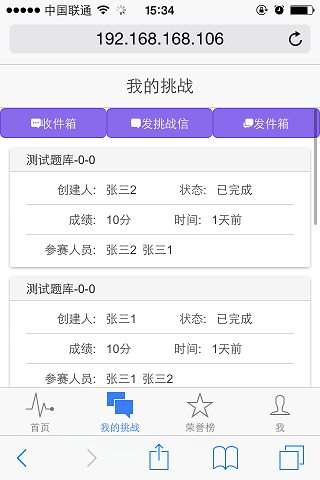 中国联通 15:34
192.168.168.106
我的挑战
收件箱 发挑战信 发件箱
测试题库-0-0
创建人: 张三2 状态: 已完成
成绩: 10分 时间: 1天前
参赛人员: 张三2 张三1
测试题库-0-0
创建人: 张三1 状态: 已完成
成绩: 10分 时间: 1天前
参赛人员: 张三1 张三2
首页 我的挑战 荣誉榜 我